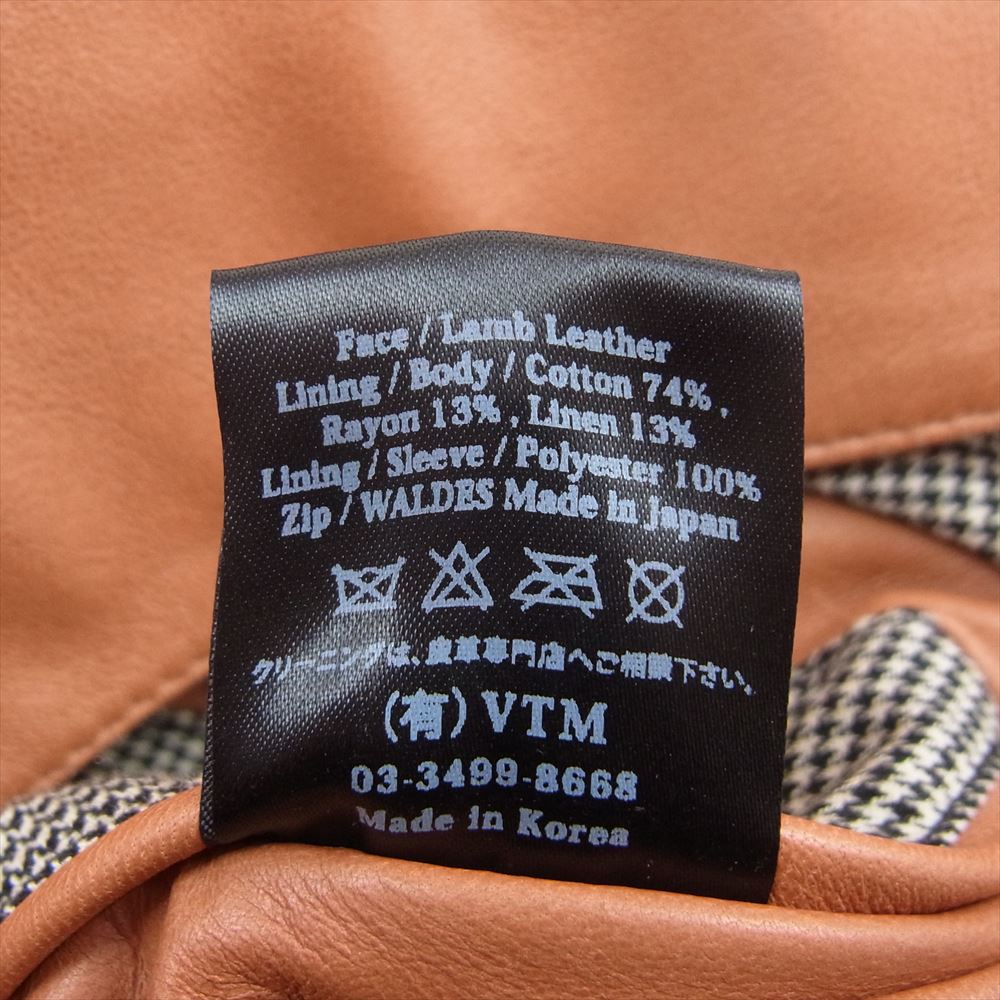 Face / Lamb Leather
Lining / Body / Cotton 74% ,
Rayon 13% , Linen 13%
Lining / Sleeve / Polyester 100%
Zip / WALDES Made in Japan
クリーニングは、皮革専門店へご相談下さい。
(有) VTM
03-3499-8668
Made in Korea